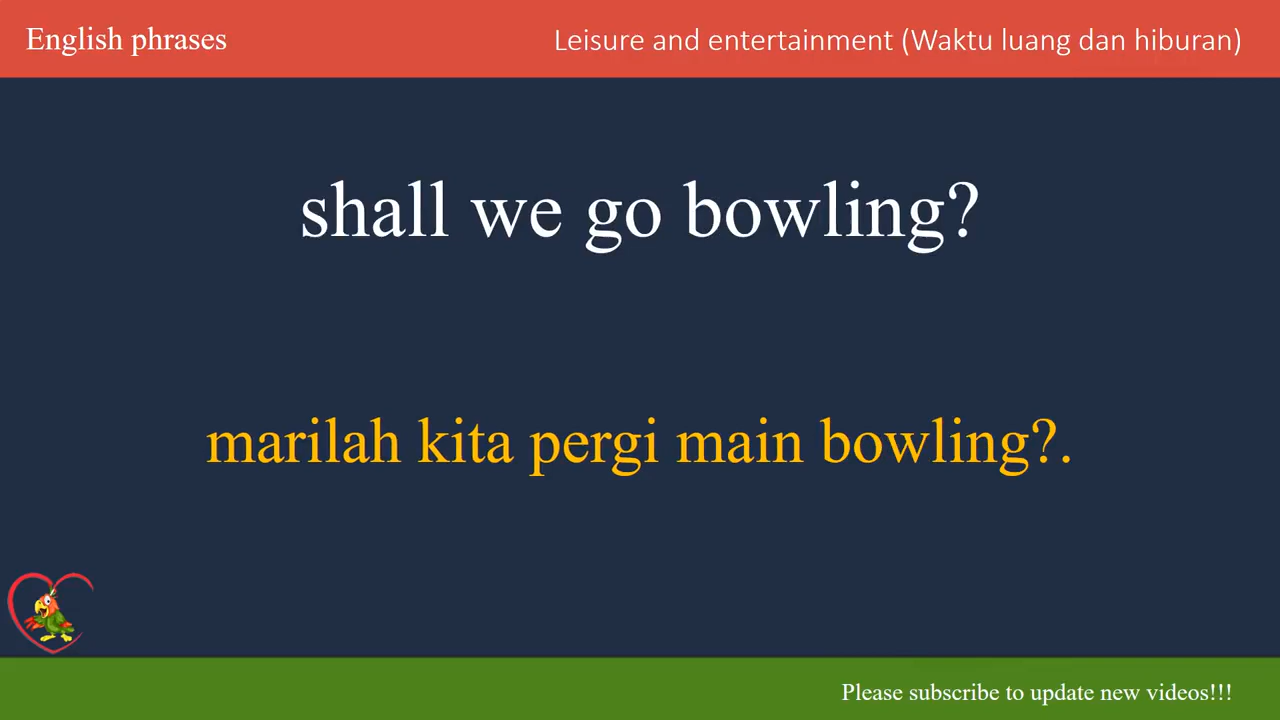 English phrases
Leisure and entertainment (Waktu luang dan hiburan)
shall we go bowling?
marilah kita pergi main bowling?.
Please subscribe to update new videos!!!